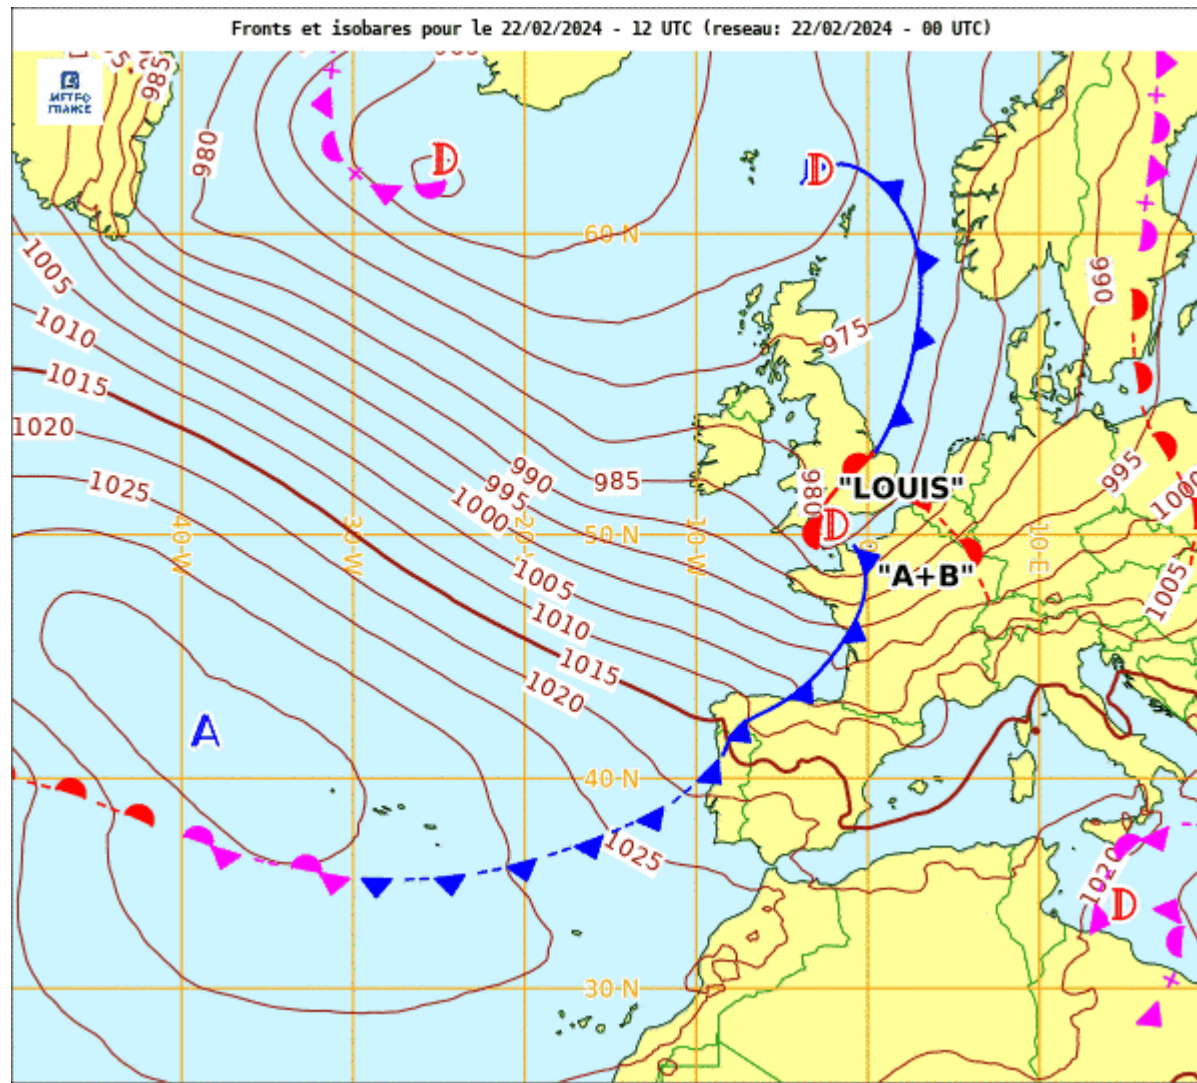 Fronts et isobares pour le 22/02/2024 - 12 UTC (reseau: 22/02/2024 - 00 UTC)
985
METEO
FRANCE
980
D
D
60 N
1005
990
1010
975
1015
1020
995
990
985
980
"LOUIS"
1025
995
1000
1000
40 W
30 W
20 W
50 N
10 W
D
0
10 E
"A+B"
1005
1005
1010
1015
1020
A
40 N
1025
1020
D
30 N